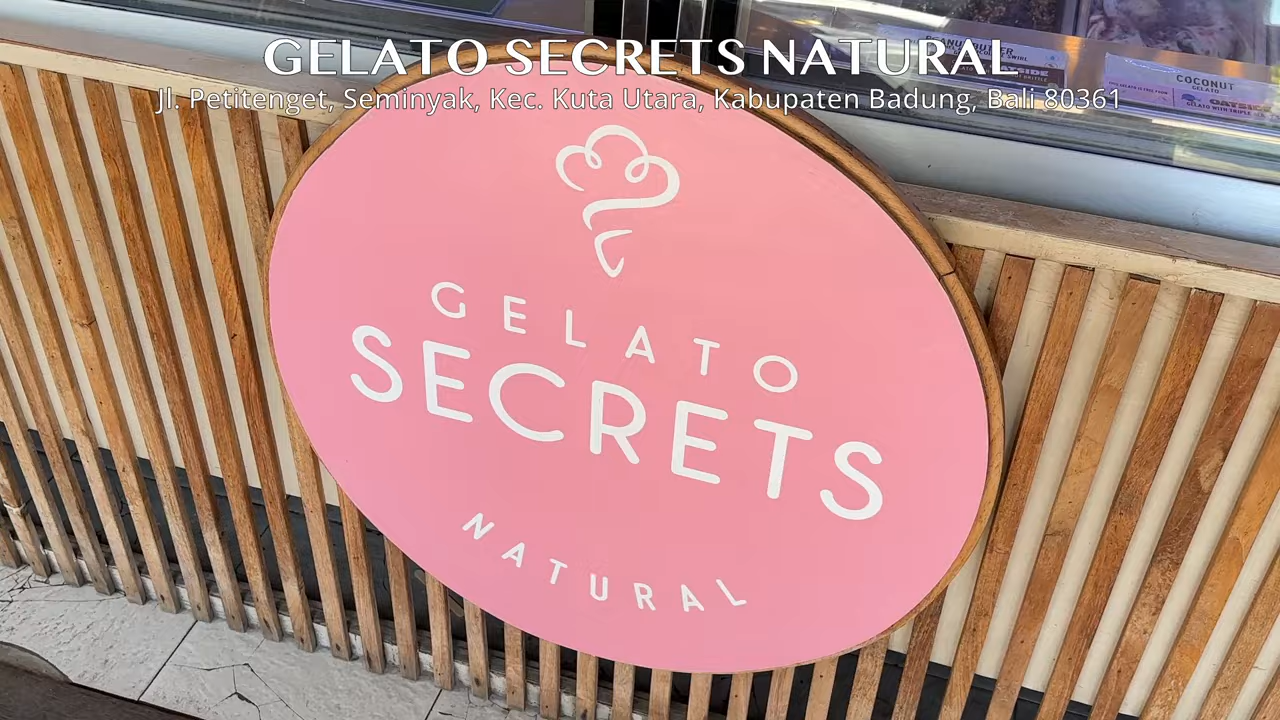 GELATO SECRETS NATURAL
Jl. Petitenget, Seminyak, Kec. Kuta Utara, Kabupaten Badung, Bali 80361
COCONUT
GELATO
GELATO
SECRETS
NATURAL